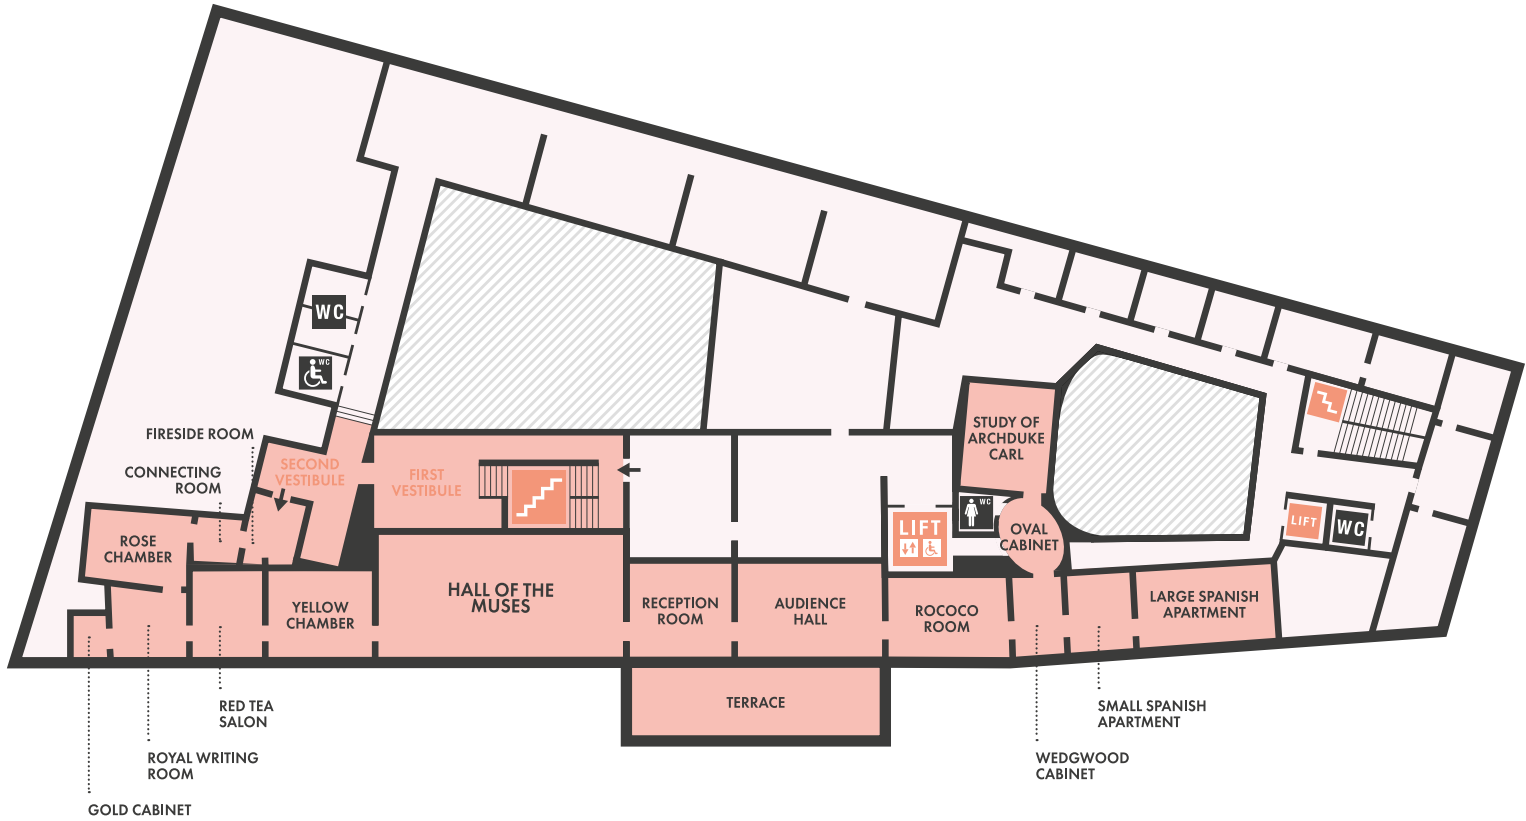 WC
WC
FIRESIDE ROOM
CONNECTING
ROOM
SECOND
VESTIBULE
FIRST
VESTIBULE
STUDY OF
ARCHDUKE
CARL
WC
LIFT
OVAL
CABINET
LIFT
WC
ROSE
CHAMBER
YELLOW
CHAMBER
HALL OF THE
MUSES
RECEPTION
ROOM
AUDIENCE
HALL
ROCOCO
ROOM
LARGE SPANISH
APARTMENT
TERRACE
RED TEA
SALON
SMALL SPANISH
APARTMENT
ROYAL WRITING
ROOM
WEDGWOOD
CABINET
GOLD CABINET